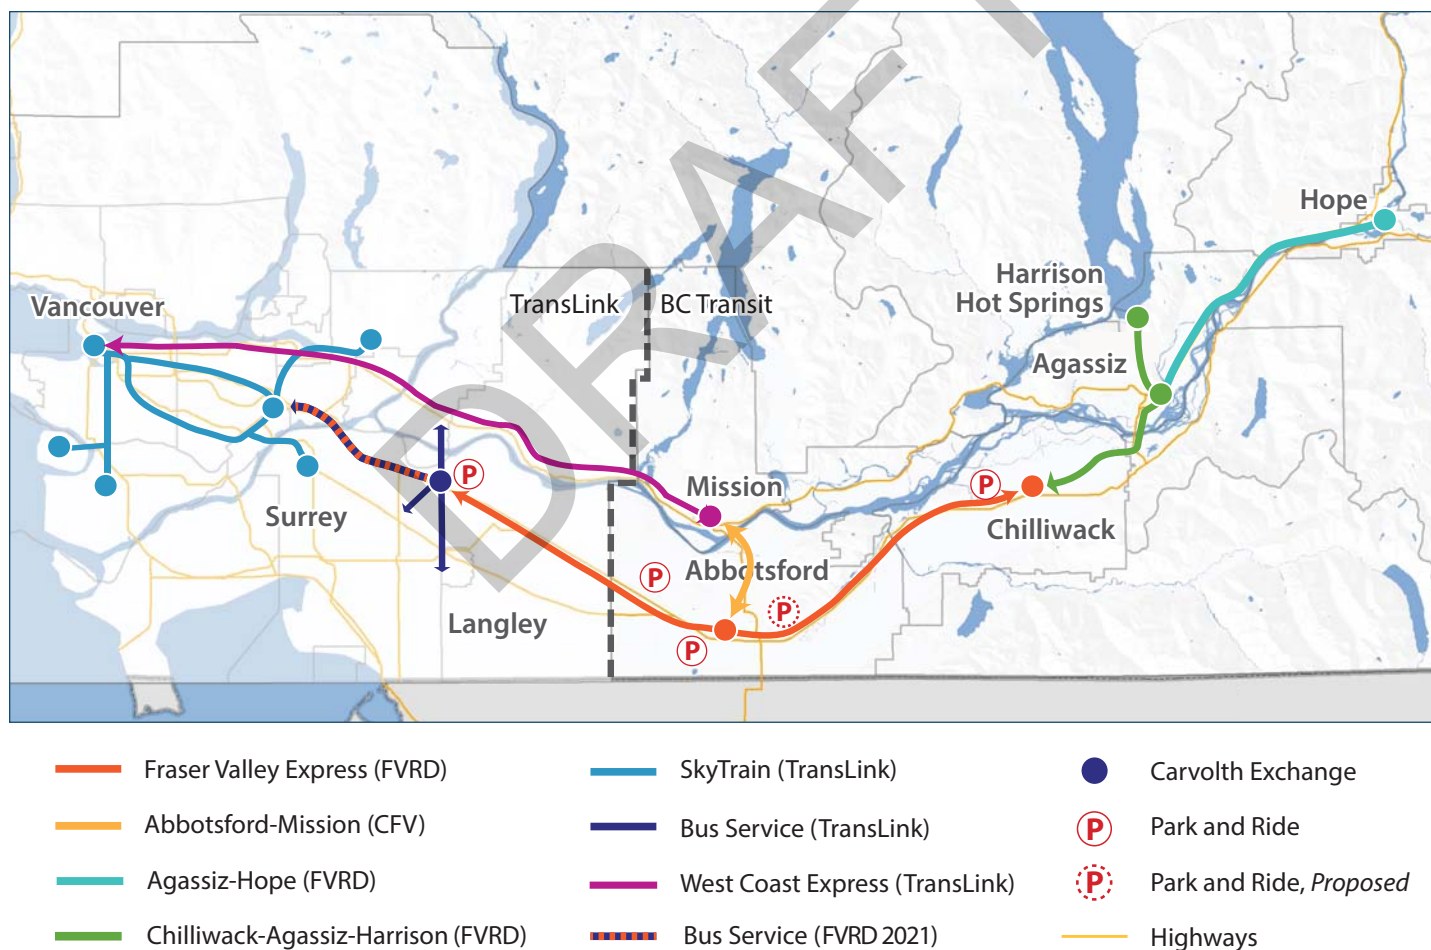 DRAFT
Hope
Harrison
Hot Springs
TransLink
BC Transit
Vancouver
Agassiz
P
Mission
P
Surrey
Chilliwack
P
Abbotsford
P
Langley
P
Fraser Valley Express (FVRD)
SkyTrain (TransLink)
Carvolth Exchange
Abbotsford-Mission (CFV)
Bus Service (TransLink)
P
Park and Ride
Agassiz-Hope (FVRD)
West Coast Express (TransLink)
P
Park and Ride, Proposed
Chilliwack-Agassiz-Harrison (FVRD)
Bus Service (FVRD 2021)
Highways